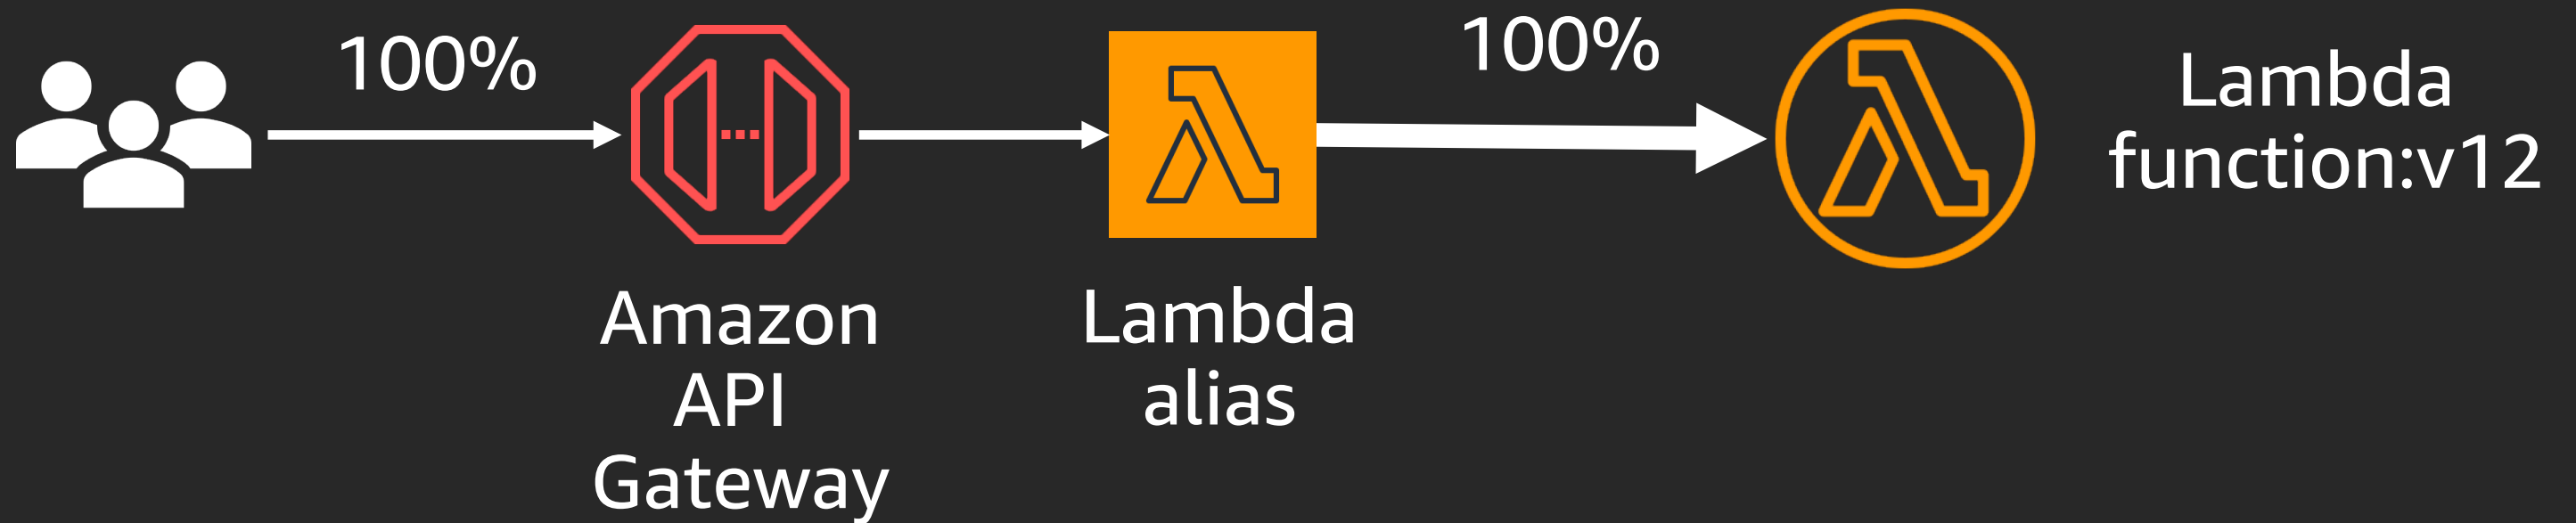 100%
100%
Lambda
function:v12
Amazon
API
Gateway
Lambda
alias